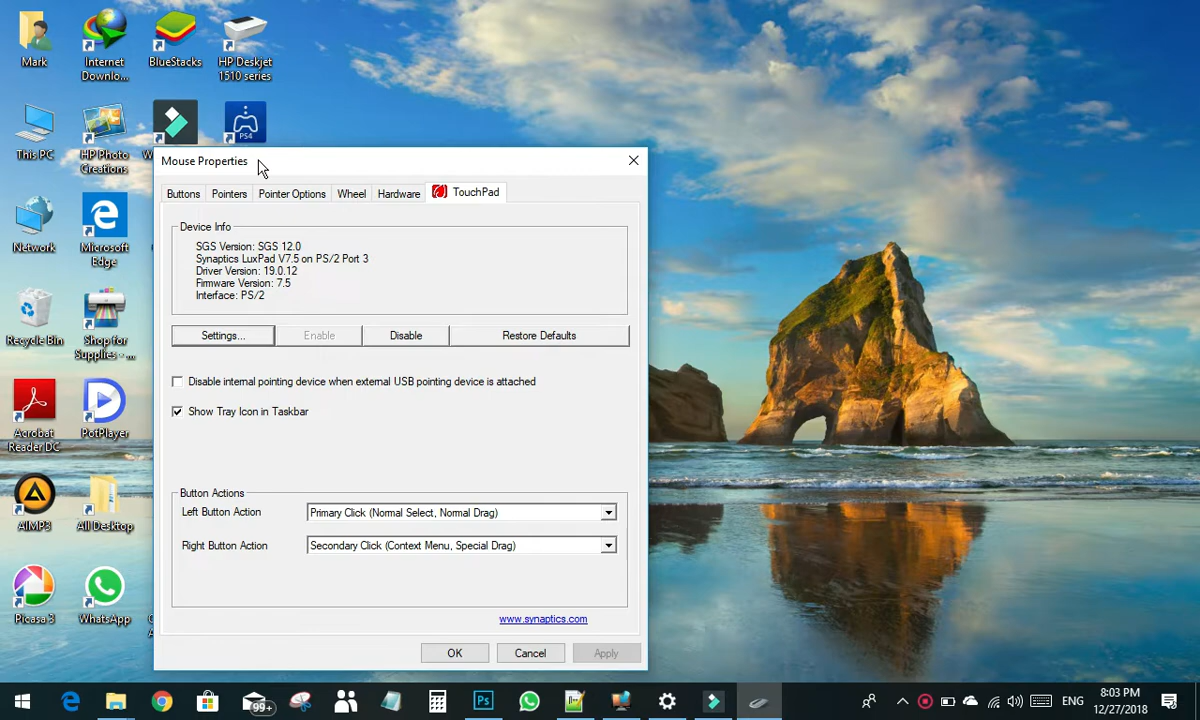 Mark
Internet
Downlo...
BlueStacks
HP Deskjet
1510 series
PS4
This PC
HP Photo
Creations
Mouse Properties
Buttons
Pointers
Pointer Options
Wheel
Hardware
TouchPad
Device Info
SGS Version: SGS 12.0
Synaptics LuxPad V7.5 on PS/2 Port 3
Driver Version: 19.0.12
Firmware Version: 7.5
Interface: PS/2
Settings...
Enable
Disable
Restore Defaults
Disable internal pointing device when external USB pointing device is attached
Show Tray Icon in Taskbar
Button Actions
Left Button Action
Primary Click (Normal Select, Normal Drag)
Right Button Action
Secondary Click (Context Menu, Special Drag)
www.synaptics.com
OK
Cancel
Apply
Network
Microsoft
Edge
Recycle Bin
Shop for
Supplies - ...
Acrobat
Reader DC
PotPlayer
AIMP3
All Desktop
Picasa 3
WhatsApp
99+
Ps
ENG
8:03 PM
12/27/2018